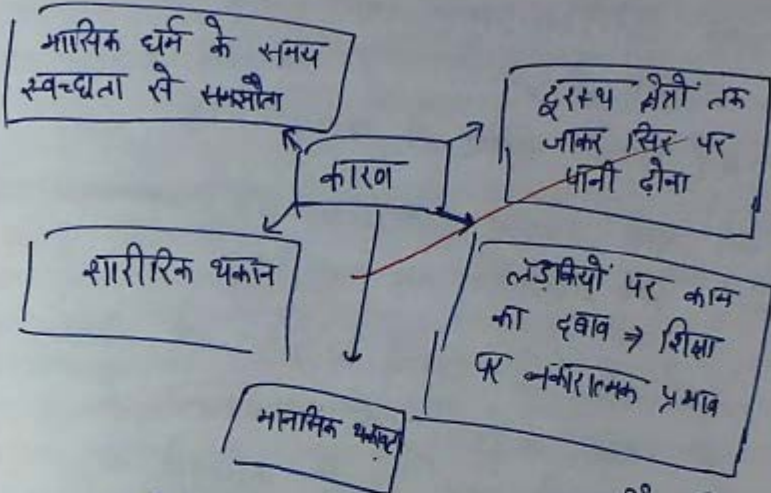 मासिक धर्म के समय
स्वच्छता से समझौता
दूरस्थ क्षेत्रों तक
जाकर सिर पर
पानी ढोना
कारण
शारीरिक थकान
लड़कियों पर काम
का दबाव ⇒ शिक्षा
पर नकारात्मक प्रभाव
मानसिक थकावट